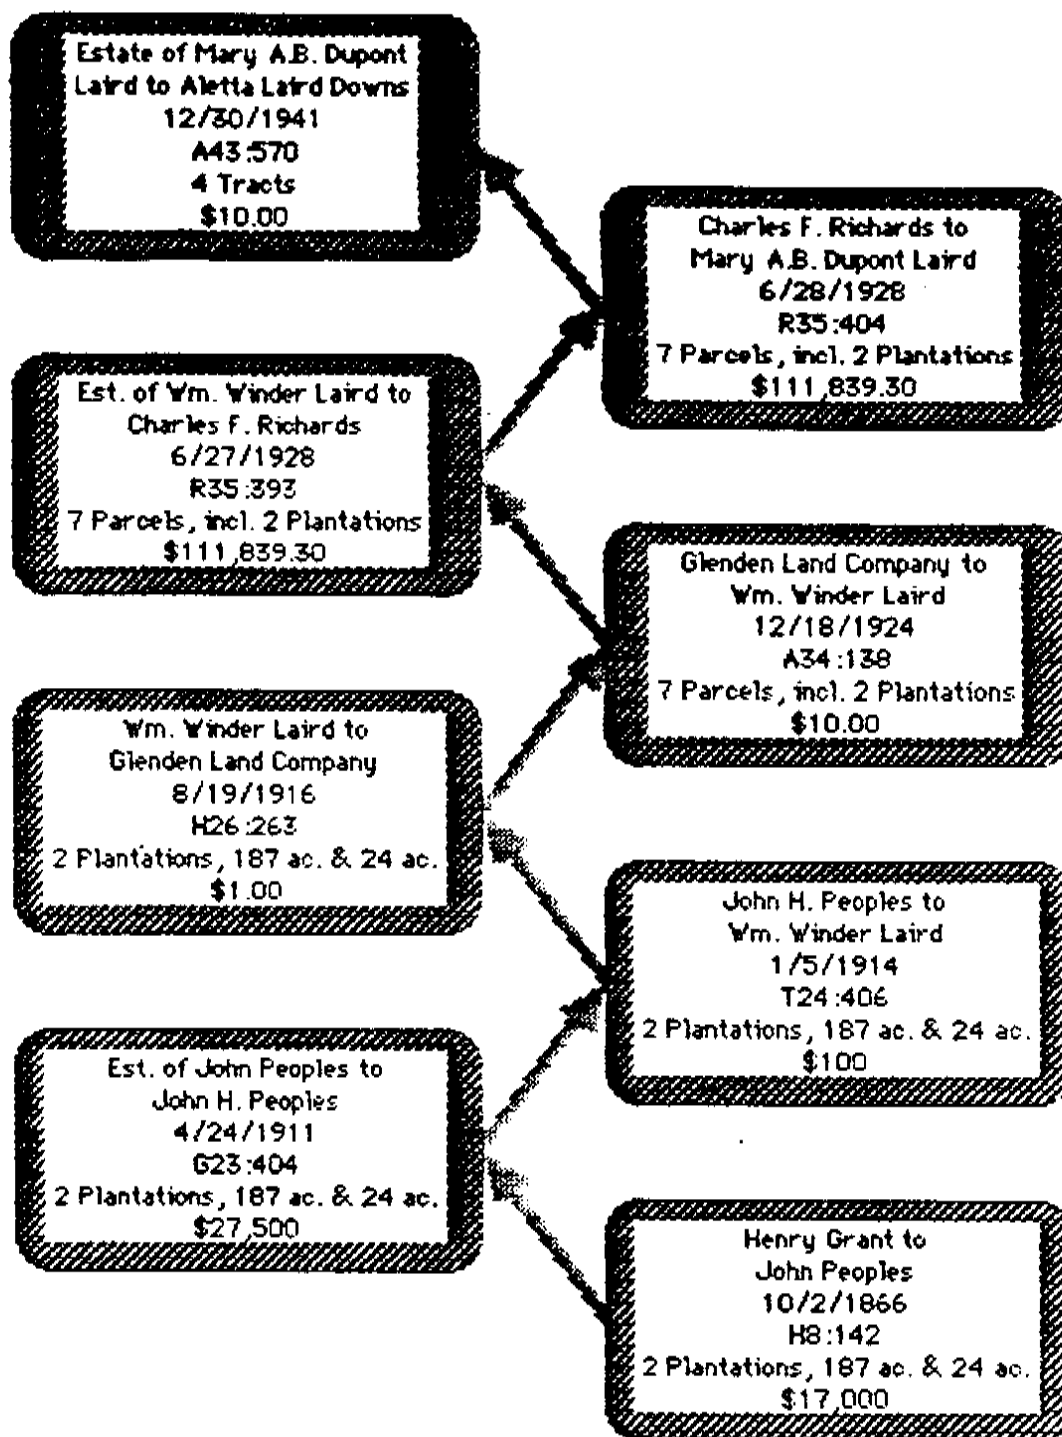 Estate of Mary A.B. Dupont
Laird to Aletta Laird Downs
12/30/1941
A43:570
4 Tracts
$10.00
Charles F. Richards to
Mary A.B. Dupont Laird
6/28/1928
R35:404
7 Parcels, incl. 2 Plantations
$111,839.30
Est. of Wm. Winder Laird to
Charles F. Richards
6/27/1928
R35:393
7 Parcels, incl. 2 Plantations
$111,839.30
Glenden Land Company to
Wm. Winder Laird
12/18/1924
A34:138
7 Parcels, incl. 2 Plantations
$10.00
Wm. Winder Laird to
Glenden Land Company
8/19/1916
H26:263
2 Plantations, 187 ac. & 24 ac.
$1.00
John H. Peoples to
Wm. Winder Laird
1/5/1914
T24:406
2 Plantations, 187 ac. & 24 ac.
$100
Est. of John Peoples to
John H. Peoples
4/24/1911
G23:404
2 Plantations, 187 ac. & 24 ac.
$27,500
Henry Grant to
John Peoples
10/2/1866
H8:142
2 Plantations, 187 ac. & 24 ac.
$17,000